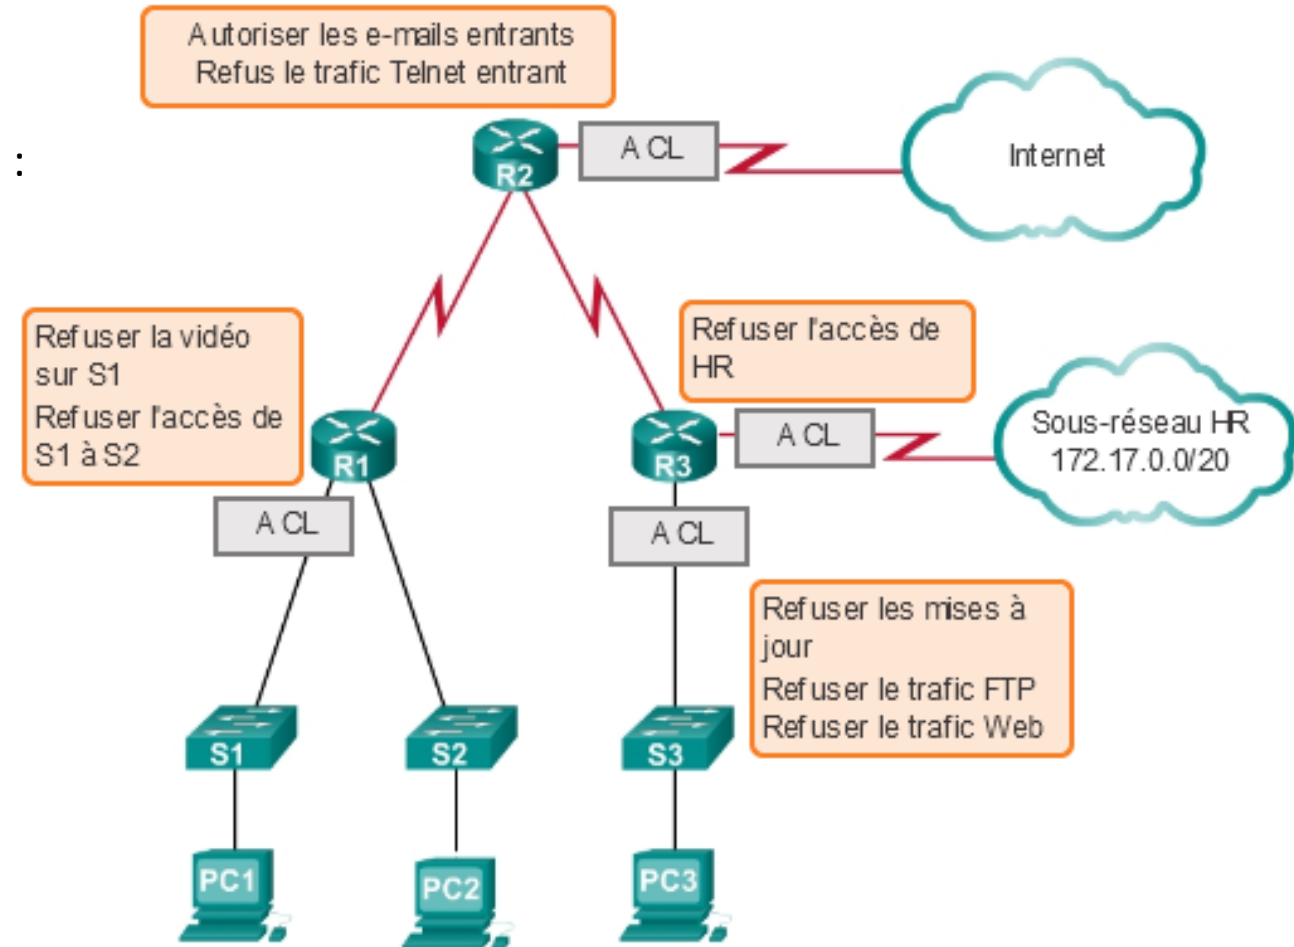 Autoriser les e-mails entrants
Refus le trafic Telnet entrant
ACL
Internet
:
R2
Refuser la vidéo
sur S1
Refuser l'accès de
S1 à S2
Refuser l'accès de
HR
R1
R3
ACL
Sous-réseau HR
172.17.0.0/20
ACL
ACL
Refuser les mises à
jour
Refuser le trafic FTP
Refuser le trafic Web
S1
S2
S3
PC1
PC2
PC3